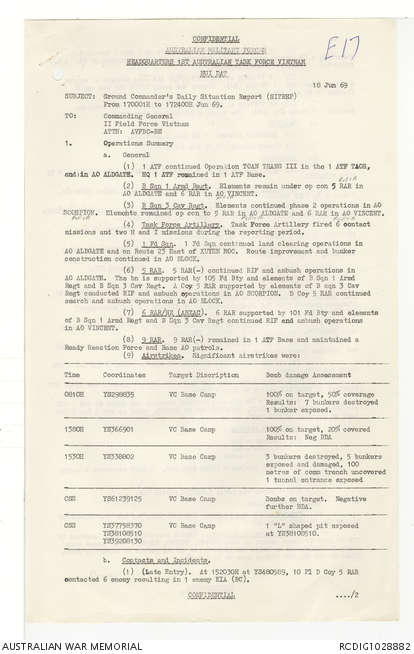 CONFIDENTIAL
AUSTRALIAN MILITARY FORCES
HEADQUARTERS 1ST AUSTRALIAN TASK FORCE VIETNAM
NUI DAT
E17
18 Jun 69
SUBJECT: Ground Commander's Daily Situation Report (SITREP)
From 170001H to 172400H Jun 69.
TO: Commanding General
II Field Force Vietnam
ATTN: AVFBC-RE
1. Operations Summary
a. General
(1) 1 ATF continued Operation TOAN THANG III in the 1 ATF TAOR,
and in AO ALDGATE. HQ 1 ATF remained in 1 ATF Base.
(2) B Sqn 1 Armd Regt. Elements remain under op con 5 RAR in
AO ALDGATE and 6 RAR in AO VINCENT.
(3) B Sqn 3 Cav Regt. Elements continued phase 2 operations in AO
SCORPION. Elements remained op con to 5 RAR in AO ALDGATE and 6 RAR in AO VINCENT.
(4) Task Force Artillery. Task Force Artillery fired 6 contact
missions and two H and I missions during the reporting period.
(5) 1 Fd Sqn. 1 Fd Sqn continued land clearing operations in
AO ALDGATE and on Route 23 East of XUYEN MOC. Route improvement and bunker
construction continued in AO BLOCK.
(6) 5 RAR. 5 RAR(-) continued RIF and ambush operations in
AO ALDGATE. The bn is supported by 105 Fd Bty and elements of B Sqn 1 Armd
Regt and B Sqn 3 Cav Regt. A Coy 5 RAR supported by elements of B Sqn 3 Cav
Regt conducted RIF and ambush operations in AO SCORPION. D Coy 5 RAR continued
search and ambush operations in AO BLOCK.
(7) 6 RAR/NZ (ANZAC). 6 RAR supported by 101 Fd Bty and elements
of B Sqn 1 Armd Regt and B Sqn 3 Cav Regt continued RIF and ambush operations
in AO VINCENT.
(8) 9 RAR. 9 RAR(-) remained in 1 ATF Base and maintained a
Ready Reaction Force and Base AO patrols.
(9) Airstrikes. Significant airstrikes were:
Time Coordinates Target Discription Bomb damage Assessment
0810H YS298835 VC Base Camp 100% on target, 50% coverage
Results: 7 bunkers destroyed
1 bunker exposed.
1380H YS366901 VC Base Camp 100% on target, 20% covered
Results: Neg BDA
1530H YS338802 VC Base Camp 3 bunkers destroyed, 5 bunkers
exposed and damaged, 100
metres of comm trench uncovered
1 tunnel entrance exposed
CSS YS61239125 VC Base Camp Bombs on target. Negative
further BDA.
CSS YS37758370 VC Base Camp 1 "L" shaped pit exposed
YS38108510 at YS38108510.
YS39208130
b. Contacts and Incidents.
(1) (Late Entry). At 152030H at YS480589, 10 Pl D Coy 5 RAR
contacted 6 enemy resulting in 1 enemy KIA (BC).
CONFIDENTIAL
..../2
AUSTRALIAN WAR MEMORIAL
RCDIG1028882